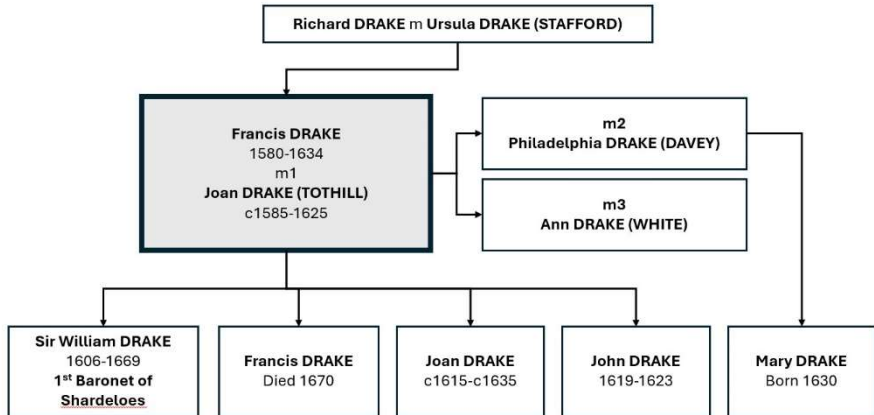 Richard DRAKE m Ursula DRAKE (STAFFORD)
Francis DRAKE
1580-1634
m1
Joan DRAKE (TOTHILL)
c1585-1625
m2
Philadelphia DRAKE (DAVEY)
m3
Ann DRAKE (WHITE)
Sir William DRAKE
1606-1669
1st Baronet of
Shardeloes
Francis DRAKE
Died 1670
Joan DRAKE
c1615-c1635
John DRAKE
1619-1623
Mary DRAKE
Born 1630